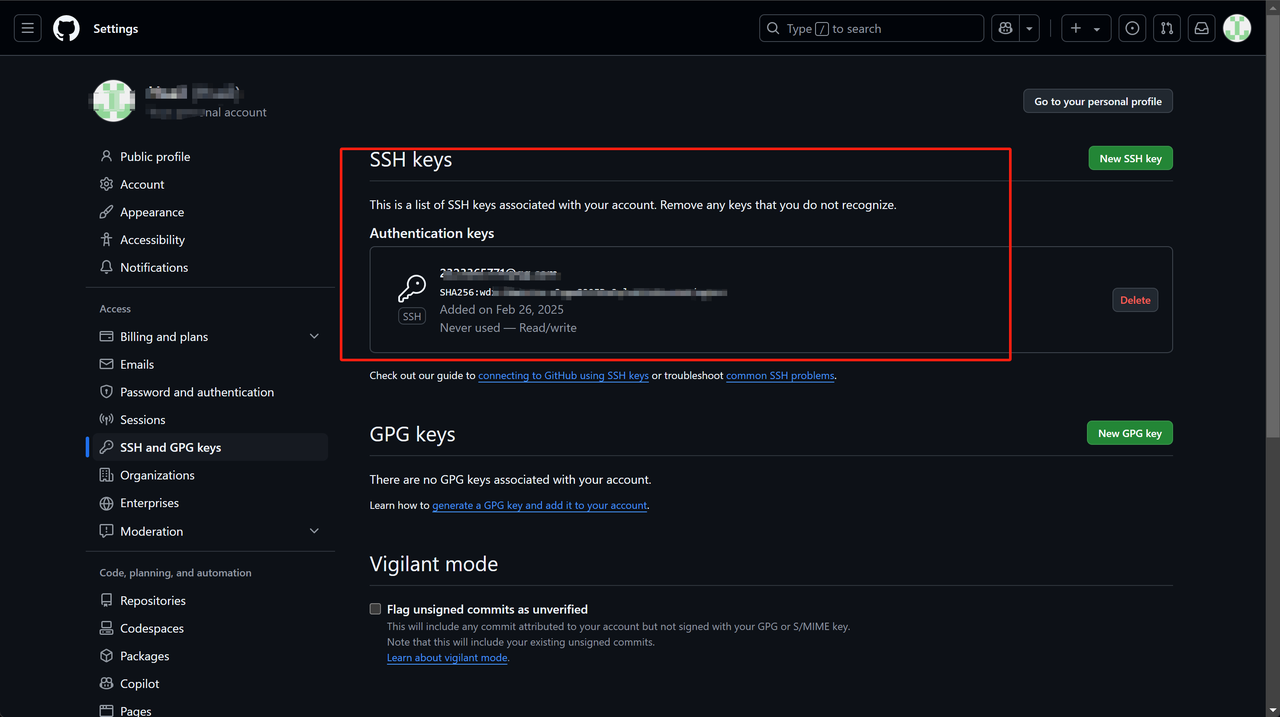 Settings
Type / to search
nal account
Go to your personal profile
Public profile
Account
Appearance
Accessibility
Notifications
Access
Billing and plans
Emails
Password and authentication
Sessions
SSH and GPG keys
Organizations
Enterprises
Moderation
Code, planning, and automation
Repositories
Codespaces
Packages
Copilot
Pages
SSH keys
New SSH key
This is a list of SSH keys associated with your account. Remove any keys that you do not recognize.
Authentication keys
SHA256:
SSH
Added on Feb 26, 2025
Never used — Read/write
Delete
Check out our guide to connecting to GitHub using SSH keys or troubleshoot common SSH problems.
GPG keys
New GPG key
There are no GPG keys associated with your account.
Learn how to generate a GPG key and add it to your account.
Vigilant mode
Flag unsigned commits as unverified
This will include any commit attributed to your account but not signed with your GPG or S/MIME key.
Note that this will include your existing unsigned commits.
Learn about vigilant mode.